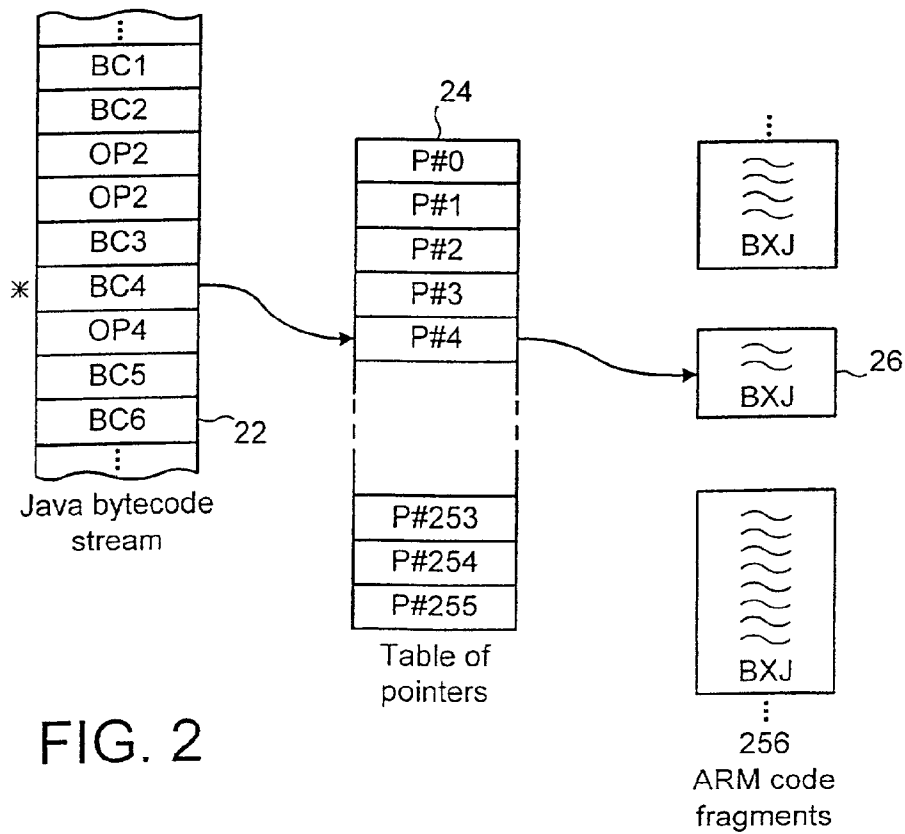 BC1
BC2
OP2
OP2
BC3
* BC4
OP4
BC5
BC6
22
Java bytecode
stream
24
P#0
P#1
P#2
P#3
P#4
P#253
P#254
P#255
Table of
pointers
BXJ
BXJ
26
BXJ
256
ARM code
fragments
FIG. 2